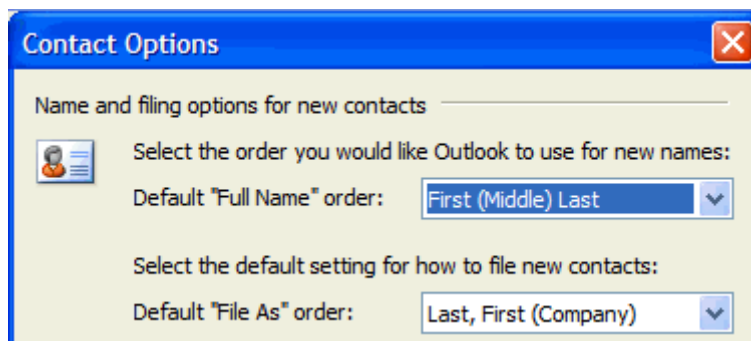 Contact Options
Name and filing options for new contacts
Select the order you would like Outlook to use for new names:
Default "Full Name" order: First (Middle) Last
Select the default setting for how to file new contacts:
Default "File As" order: Last, First (Company)